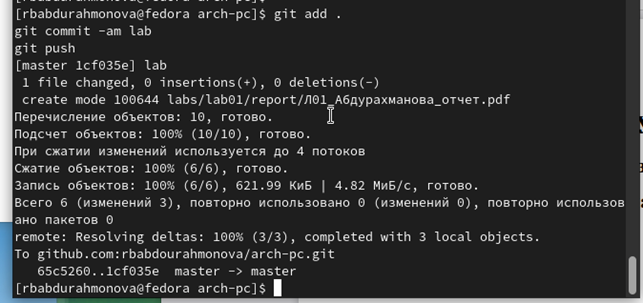 [rbabdurahmonova@fedora arch-pc]$ git add .
git commit -am lab
git push
[master 1cf035e] lab
 1 file changed, 0 insertions(+), 0 deletions(-)
 create mode 100644 labs/lab01/report/Л01_Абдурахманова_отчет.pdf
Перечисление объектов: 10, готово.
Подсчет объектов: 100% (10/10), готово.
При сжатии изменений используется до 4 потоков
Сжатие объектов: 100% (6/6), готово.
Запись объектов: 100% (6/6), 621.99 КиБ | 4.82 МиБ/с, готово.
Всего 6 (изменений 3), повторно использовано 0 (изменений 0), повторно использов
ано пакетов 0
remote: Resolving deltas: 100% (3/3), completed with 3 local objects.
To github.com:rbabdourahmonova/arch-pc.git
   65c5260..1cf035e  master -> master
[rbabdurahmonova@fedora arch-pc]$